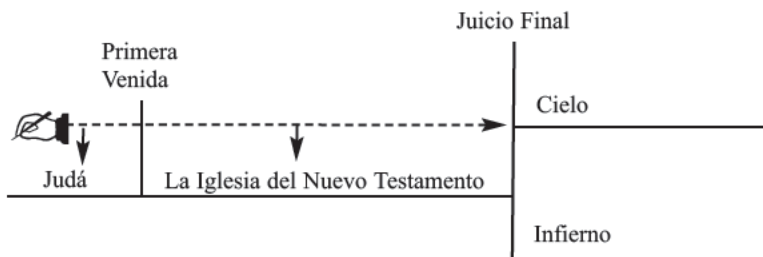 Juicio Final
Primera
Venida
Cielo
Judá
La Iglesia del Nuevo Testamento
Infierno